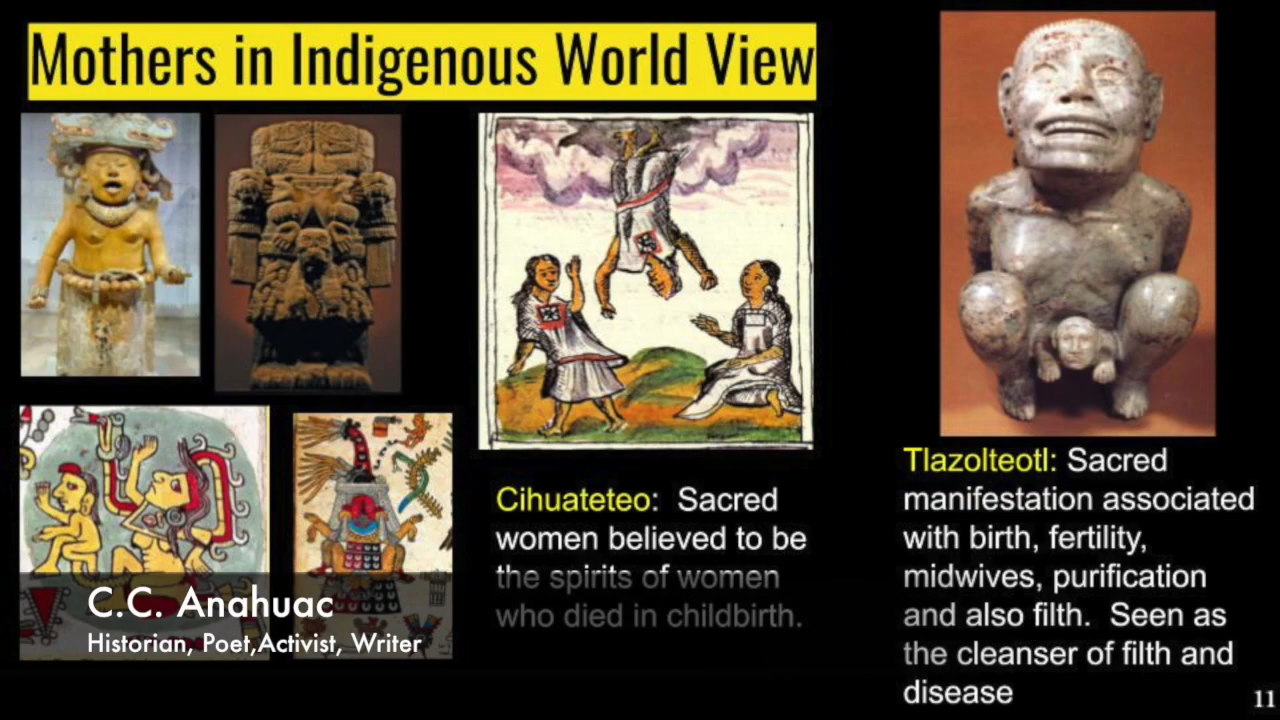 Mothers in Indigenous World View
Cihuateteo: Sacred
women believed to be
the spirits of women
who died in childbirth.
Tlazolteotl: Sacred
manifestation associated
with birth, fertility,
midwives, purification
and also filth. Seen as
the cleanser of filth and
disease
C.C. Anahuac
Historian, Poet,Activist, Writer
11